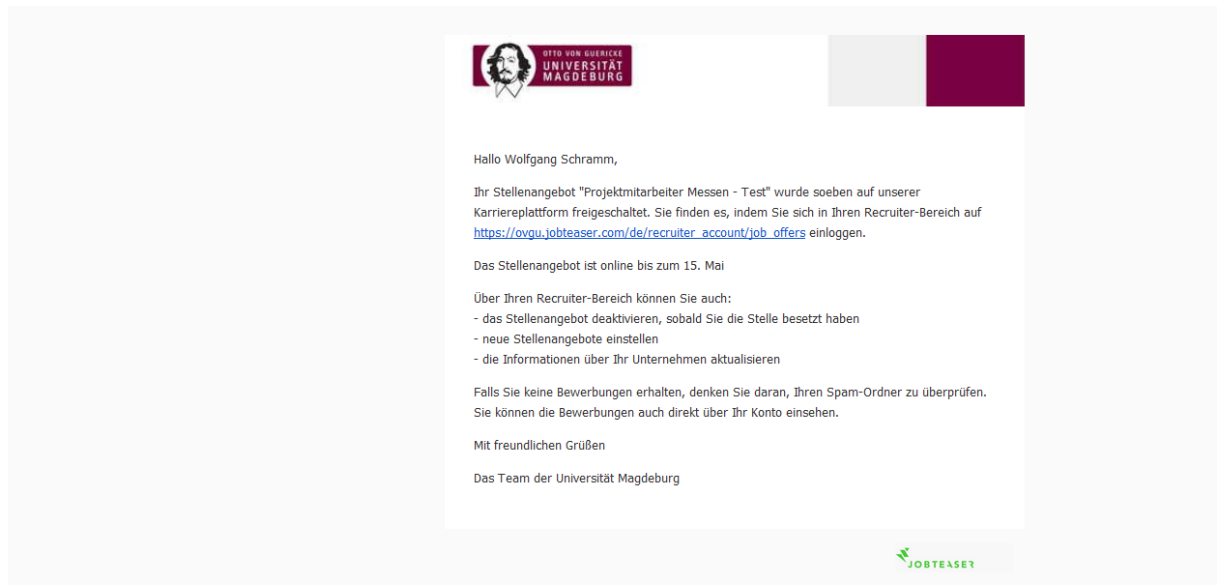 OTTO VON GUERICKE
UNIVERSITÄT
MAGDEBURG
Hallo Wolfgang Schramm,
Ihr Stellenangebot "Projektmitarbeiter Messen - Test" wurde soeben auf unserer
Karriereplattform freigeschaltet. Sie finden es, indem Sie sich in Ihren Recruiter-Bereich auf
https://ovgu.jobteaser.com/de/recruiter_account/job_offers einloggen.
Das Stellenangebot ist online bis zum 15. Mai
Über Ihren Recruiter-Bereich können Sie auch:
- das Stellenangebot deaktivieren, sobald Sie die Stelle besetzt haben
- neue Stellenangebote einstellen
- die Informationen über Ihr Unternehmen aktualisieren
Falls Sie keine Bewerbungen erhalten, denken Sie daran, Ihren Spam-Ordner zu überprüfen.
Sie können die Bewerbungen auch direkt über Ihr Konto einsehen.
Mit freundlichen Grüßen
Das Team der Universität Magdeburg
JOBTEASER